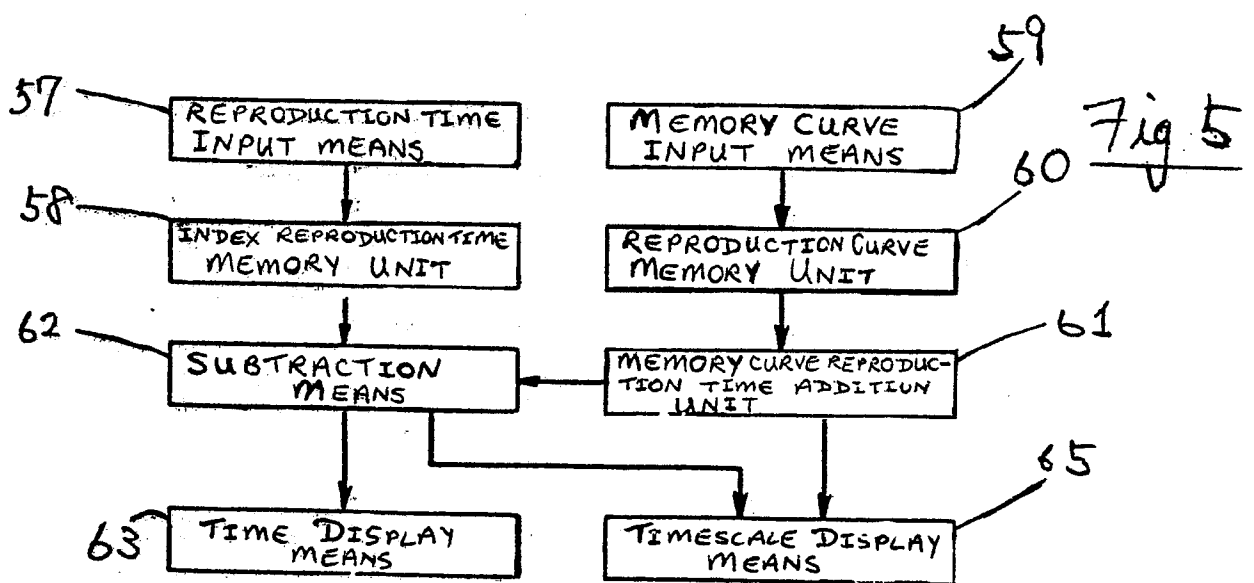 59
57
REPRODUCTION TIME
INPUT MEANS
MEMORY CURVE
INPUT MEANS
Fig 5
60
58
INDEX REPRODUCTION TIME
MEMORY UNIT
REPRODUCTION CURVE
MEMORY UNIT
62
61
SUBTRACTION
MEANS
MEMORY CURVE REPRODUC-
TION TIME ADDITIUN
UNIT
65
63
TIME DISPLAY
MEANS
TIMESCALE DISPLAY
MEANS